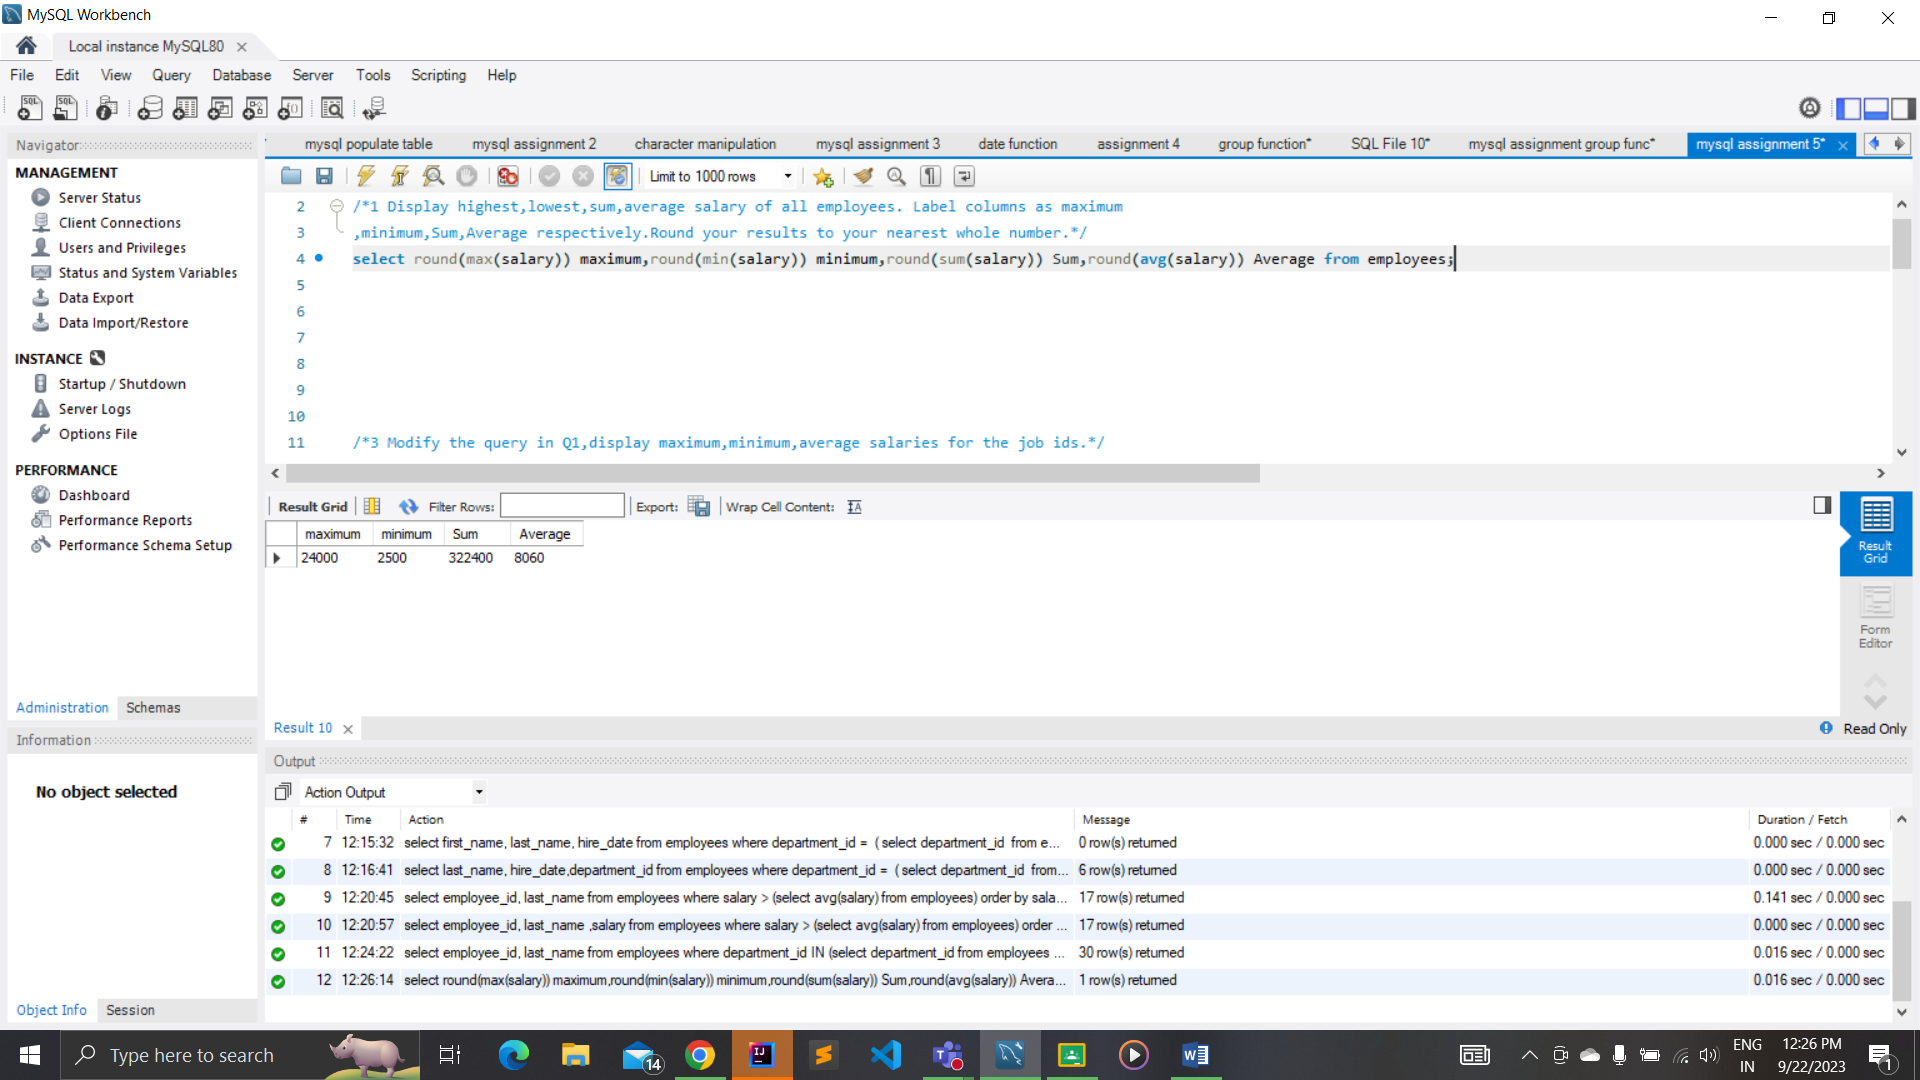 MySQL Workbench
Local instance MySQL80
File Edit View Query Database Server Tools Scripting Help
Navigator
MANAGEMENT
Server Status
Client Connections
Users and Privileges
Status and System Variables
Data Export
Data Import/Restore
INSTANCE
Startup / Shutdown
Server Logs
Options File
PERFORMANCE
Dashboard
Performance Reports
Performance Schema Setup
Administration Schemas
Information
No object selected
Object Info Session
mysql populate table mysql assignment 2 character manipulation mysql assignment 3 date function assignment 4 group function* SQL File 10* mysql assignment group func* mysql assignment 5*
Limit to 1000 rows
2 /*1 Display highest,lowest,sum,average salary of all employees. Label columns as maximum
3 ,minimum,Sum,Average respectively.Round your results to your nearest whole number.*/
4 select round(max(salary)) maximum,round(min(salary)) minimum,round(sum(salary)) Sum,round(avg(salary)) Average from employees;
5
6
7
8
9
10
11 /*3 Modify the query in Q1,display maximum,minimum,average salaries for the job ids.*/
Result Grid Filter Rows: Export: Wrap Cell Content:
maximum minimum Sum Average
24000 2500 322400 8060
Result Grid
Form Editor
Result 10
Read Only
Output
Action Output
# Time Action Message Duration / Fetch
7 12:15:32 select first_name, last_name, hire_date from employees where department_id = ( select department_id from e... 0 row(s) returned 0.000 sec / 0.000 sec
8 12:16:41 select last_name, hire_date,department_id from employees where department_id = ( select department_id from... 6 row(s) returned 0.000 sec / 0.000 sec
9 12:20:45 select employee_id, last_name from employees where salary > (select avg(salary) from employees) order by sala... 17 row(s) returned 0.141 sec / 0.000 sec
10 12:20:57 select employee_id, last_name ,salary from employees where salary > (select avg(salary) from employees) order ... 17 row(s) returned 0.000 sec / 0.000 sec
11 12:24:22 select employee_id, last_name from employees where department_id IN (select department_id from employees ... 30 row(s) returned 0.016 sec / 0.000 sec
12 12:26:14 select round(max(salary)) maximum,round(min(salary)) minimum,round(sum(salary)) Sum,round(avg(salary)) Avera... 1 row(s) returned 0.016 sec / 0.000 sec
Type here to search
14
ENG
IN
12:26 PM
9/22/2023
1